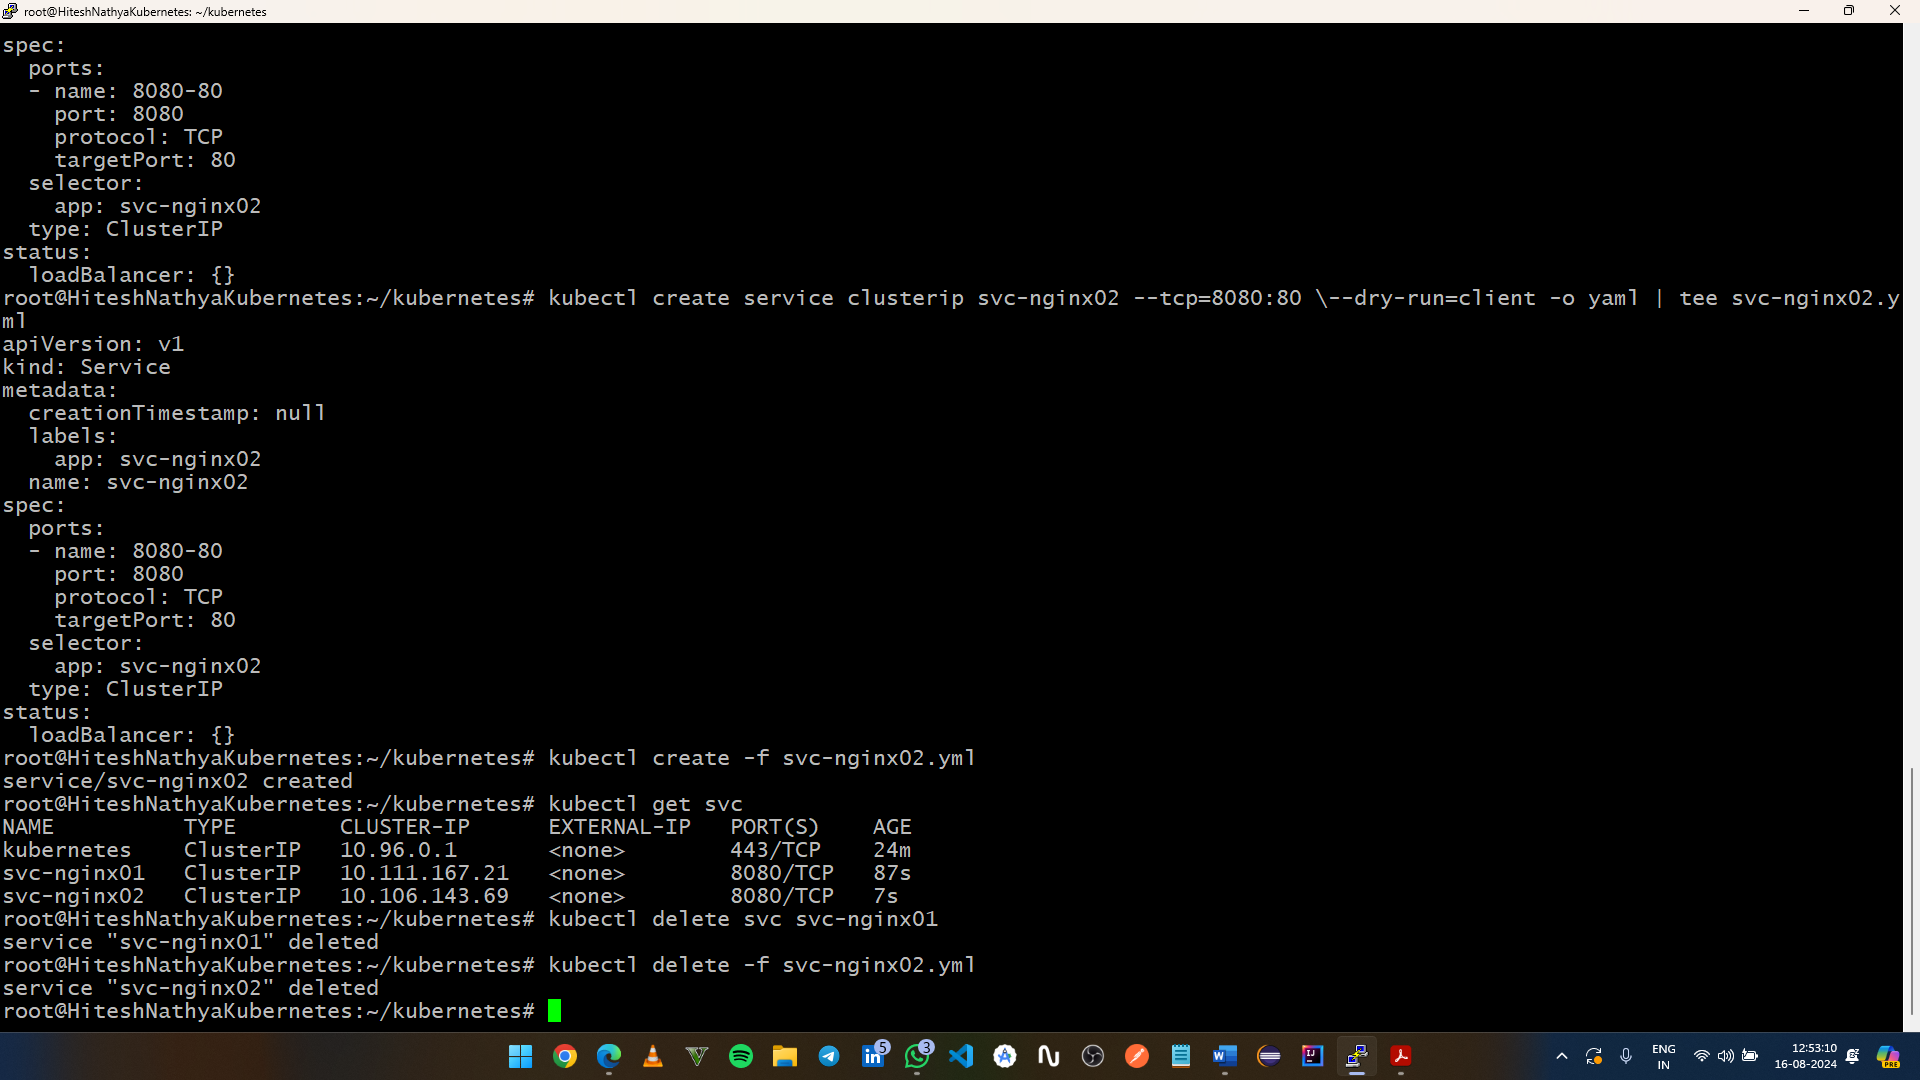 root@HiteshNathyaKubernetes: ~/kubernetes
spec:
  ports:
  - name: 8080-80
    port: 8080
    protocol: TCP
    targetPort: 80
  selector:
    app: svc-nginx02
  type: ClusterIP
status:
  loadBalancer: {}
root@HiteshNathyaKubernetes:~/kubernetes# kubectl create service clusterip svc-nginx02 --tcp=8080:80 \--dry-run=client -o yaml | tee svc-nginx02.y
ml
apiVersion: v1
kind: Service
metadata:
  creationTimestamp: null
  labels:
    app: svc-nginx02
  name: svc-nginx02
spec:
  ports:
  - name: 8080-80
    port: 8080
    protocol: TCP
    targetPort: 80
  selector:
    app: svc-nginx02
  type: ClusterIP
status:
  loadBalancer: {}
root@HiteshNathyaKubernetes:~/kubernetes# kubectl create -f svc-nginx02.yml
service/svc-nginx02 created
root@HiteshNathyaKubernetes:~/kubernetes# kubectl get svc
NAME          TYPE        CLUSTER-IP      EXTERNAL-IP   PORT(S)    AGE
kubernetes    ClusterIP   10.96.0.1       <none>        443/TCP    24m
svc-nginx01   ClusterIP   10.111.167.21   <none>        8080/TCP   87s
svc-nginx02   ClusterIP   10.106.143.69   <none>        8080/TCP   7s
root@HiteshNathyaKubernetes:~/kubernetes# kubectl delete svc svc-nginx01
service "svc-nginx01" deleted
root@HiteshNathyaKubernetes:~/kubernetes# kubectl delete -f svc-nginx02.yml
service "svc-nginx02" deleted
root@HiteshNathyaKubernetes:~/kubernetes#
5
3
ENG
IN
12:53:10
16-08-2024
PRE